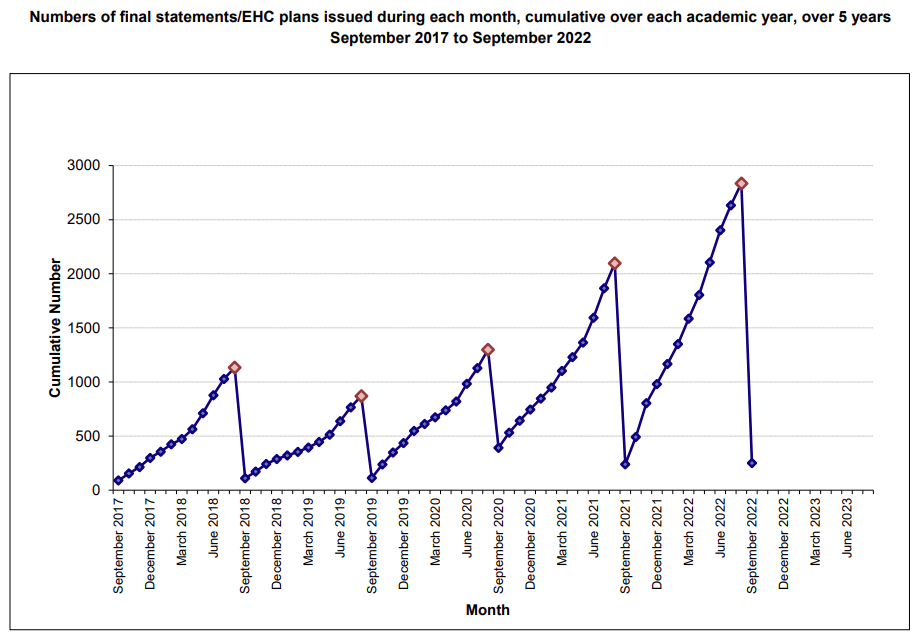 Numbers of final statements/EHC plans issued during each month, cumulative over each academic year, over 5 years
September 2017 to September 2022
3000
2500
2000
1500
1000
500
0
Cumulative Number
September 2017
December 2017
March 2018
June 2018
September 2018
December 2018
March 2019
June 2019
September 2019
December 2019
March 2020
June 2020
September 2020
December 2020
March 2021
June 2021
September 2021
December 2021
March 2022
June 2022
September 2022
December 2022
March 2023
June 2023
Month